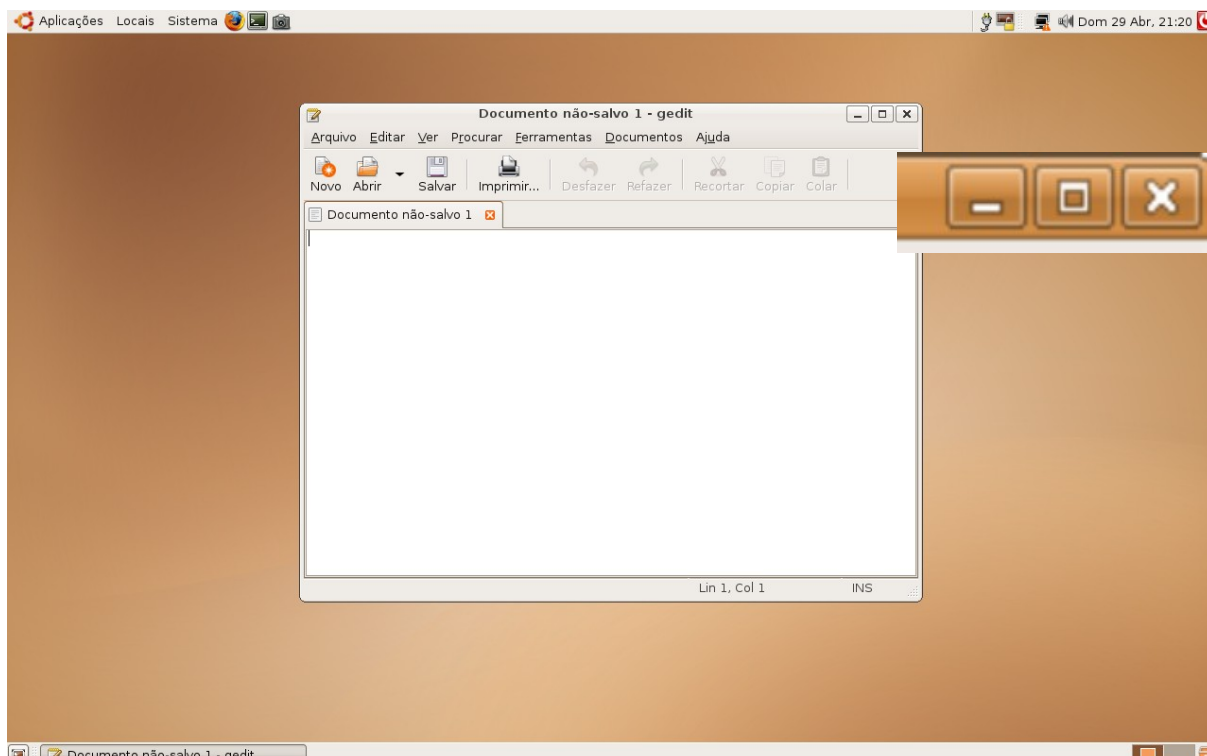 Aplicações Locais Sistema Dom 29 Abr, 21:20
Documento não-salvo 1 - gedit
Arquivo Editar Ver Procurar Ferramentas Documentos Ajuda
Novo Abrir Salvar Imprimir... Desfazer Refazer Recortar Copiar Colar
Documento não-salvo 1
Lin 1, Col 1 INS
Documento não-salvo 1 - gedit